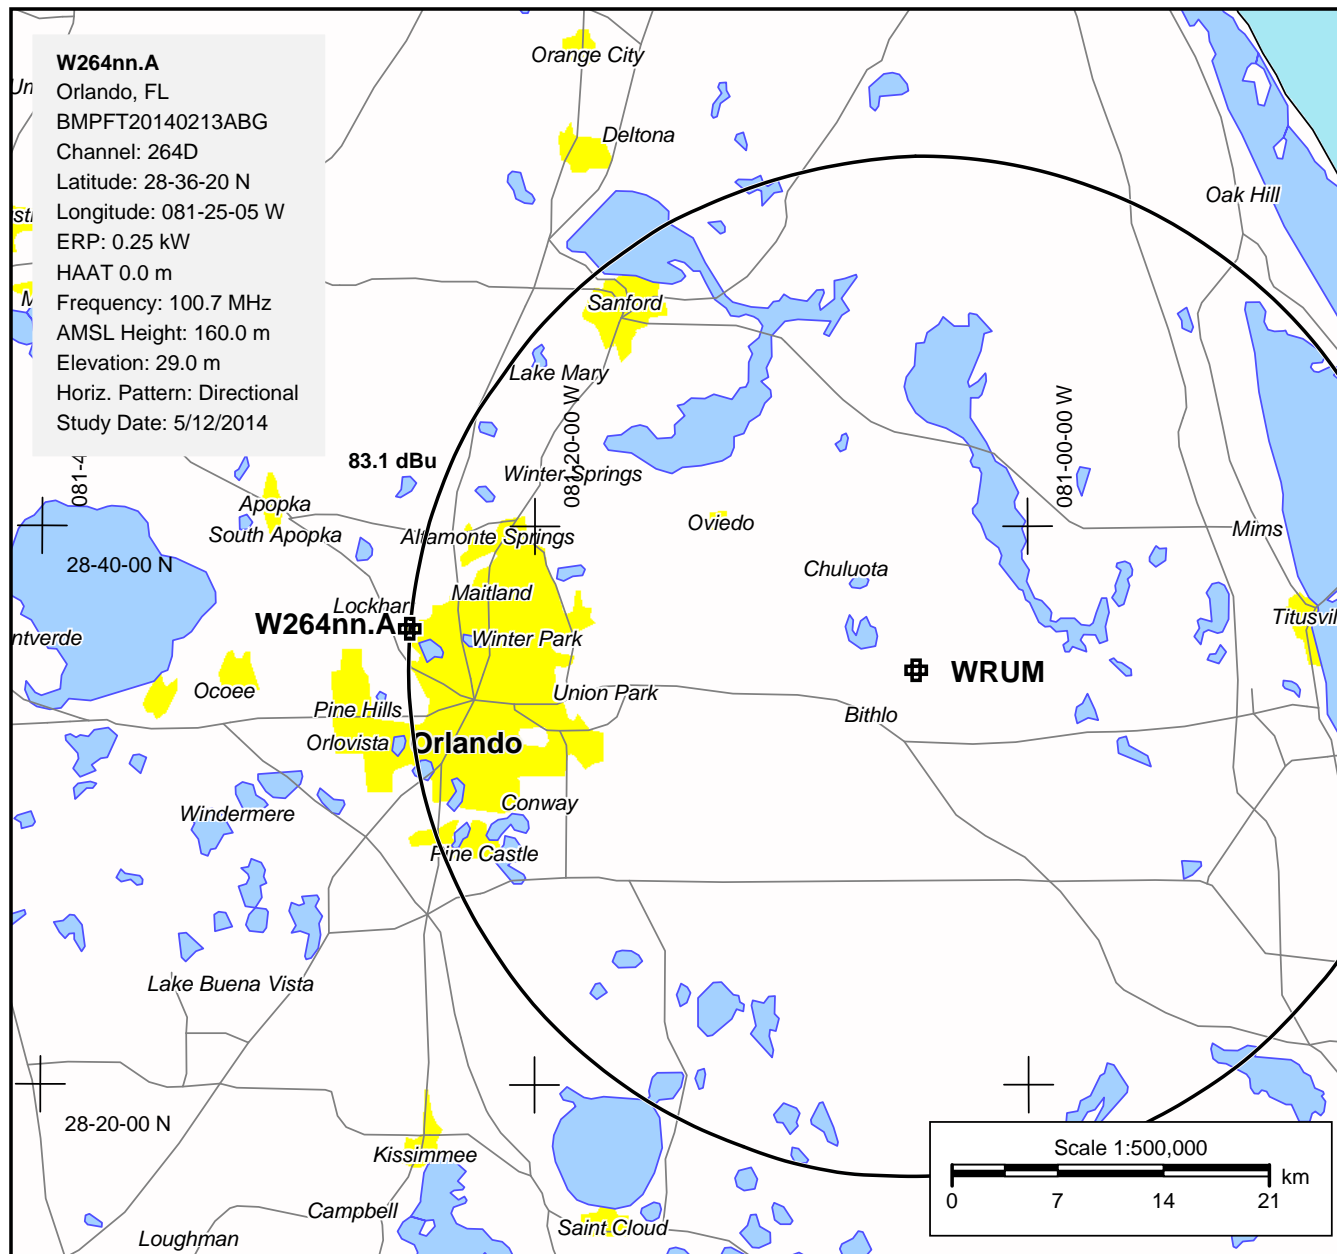 W264nn.A
Orlando, FL
BMPFT20140213ABG
Channel: 264D
Latitude: 28-36-20 N
Longitude: 081-25-05 W
ERP: 0.25 kW
HAAT 0.0 m
Frequency: 100.7 MHz
AMSL Height: 160.0 m
Elevation: 29.0 m
Horiz. Pattern: Directional
Study Date: 5/12/2014
Orange City
Deltona
Oak Hill
Sanford
Lake Mary
081-20-00 W
081-00-00 W
081-4
83.1 dBu
Winter Springs
Apopka
South Apopka
Altamonte Springs
Oviedo
Mims
28-40-00 N
Chuluota
Maitland
Lockhar
W264nn.A
Titusvil
ntverde
Winter Park
WRUM
Ocoee
Union Park
Pine Hills
Bithlo
Orlovista
Orlando
Windermere
Conway
Pine Castle
Lake Buena Vista
28-20-00 N
Kissimmee
Campbell
Saint Cloud
Loughman
Scale 1:500,000
km
0 7 14 21